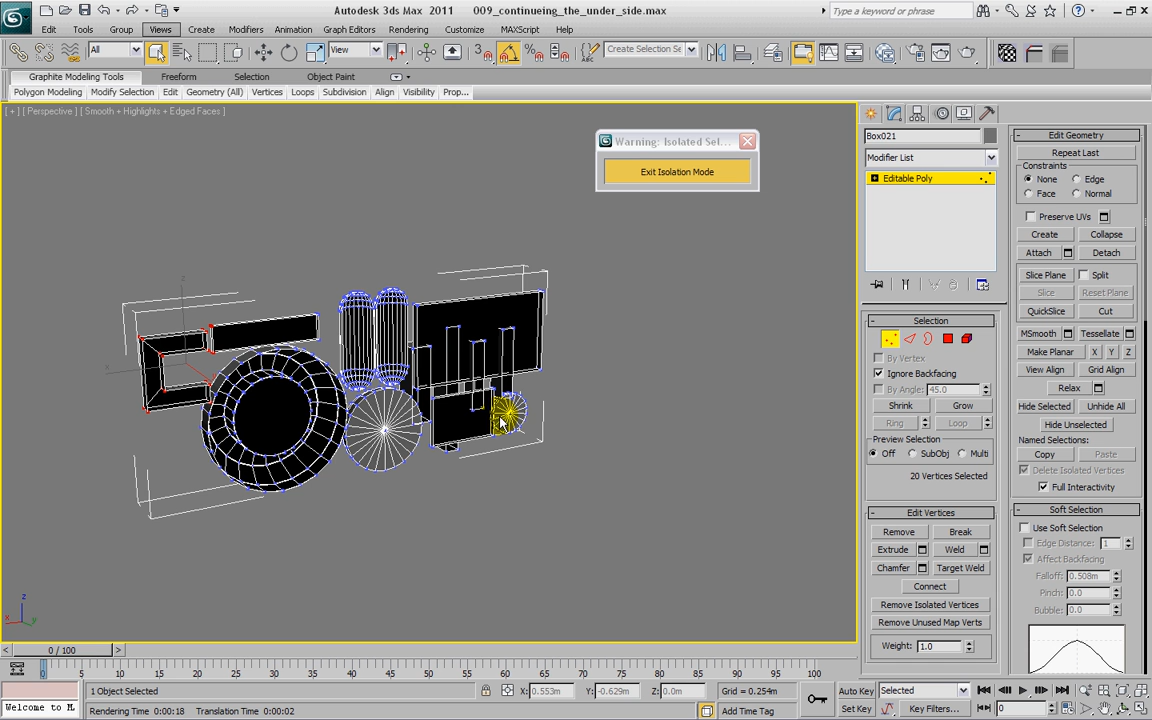 Autodesk 3ds Max 2011 009_continueing_the_under_side.max
Type a keyword or phrase
Edit Tools Group Views Create Modifiers Animation Graph Editors Rendering Customize MAXScript Help
All View Create Selection Se
Graphite Modeling Tools Freeform Selection Object Paint
Polygon Modeling Modify Selection Edit Geometry (All) Vertices Loops Subdivision Align Visibility Prop...
[ + ] [ Perspective ] [ Smooth + Highlights + Edged Faces ]
Warning: Isolated Sel...
Exit Isolation Mode
Box021
Modifier List
Editable Poly
Selection
By Vertex
Ignore Backfacing
By Angle: 45.0
Shrink Grow
Ring Loop
Preview Selection
Off SubObj Multi
20 Vertices Selected
Edit Vertices
Remove Break
Extrude Weld
Chamfer Target Weld
Connect
Remove Isolated Vertices
Remove Unused Map Verts
Weight: 1.0
Edit Geometry
Repeat Last
Constraints
None Edge
Face Normal
Preserve UVs
Create Collapse
Attach Detach
Slice Plane Split
Slice Reset Plane
QuickSlice Cut
MSmooth Tessellate
Make Planar X Y Z
View Align Grid Align
Relax
Hide Selected Unhide All
Hide Unselected
Named Selections:
Copy Paste
Delete Isolated Vertices
Full Interactivity
Soft Selection
Use Soft Selection
Edge Distance: 1
Affect Backfacing
Falloff: 0.508m
Pinch: 0.0
Bubble: 0.0
z
x
z
x y
0 / 100
0 5 10 15 20 25 30 35 40 45 50 55 60 65 70 75 80 85 90 95 100
1 Object Selected X: 0.553m Y: -0.629m Z: 0.0m Grid = 0.254m Auto Key Selected
Welcome to M Rendering Time 0:00:18 Translation Time 0:00:02 Add Time Tag Set Key Key Filters... 0